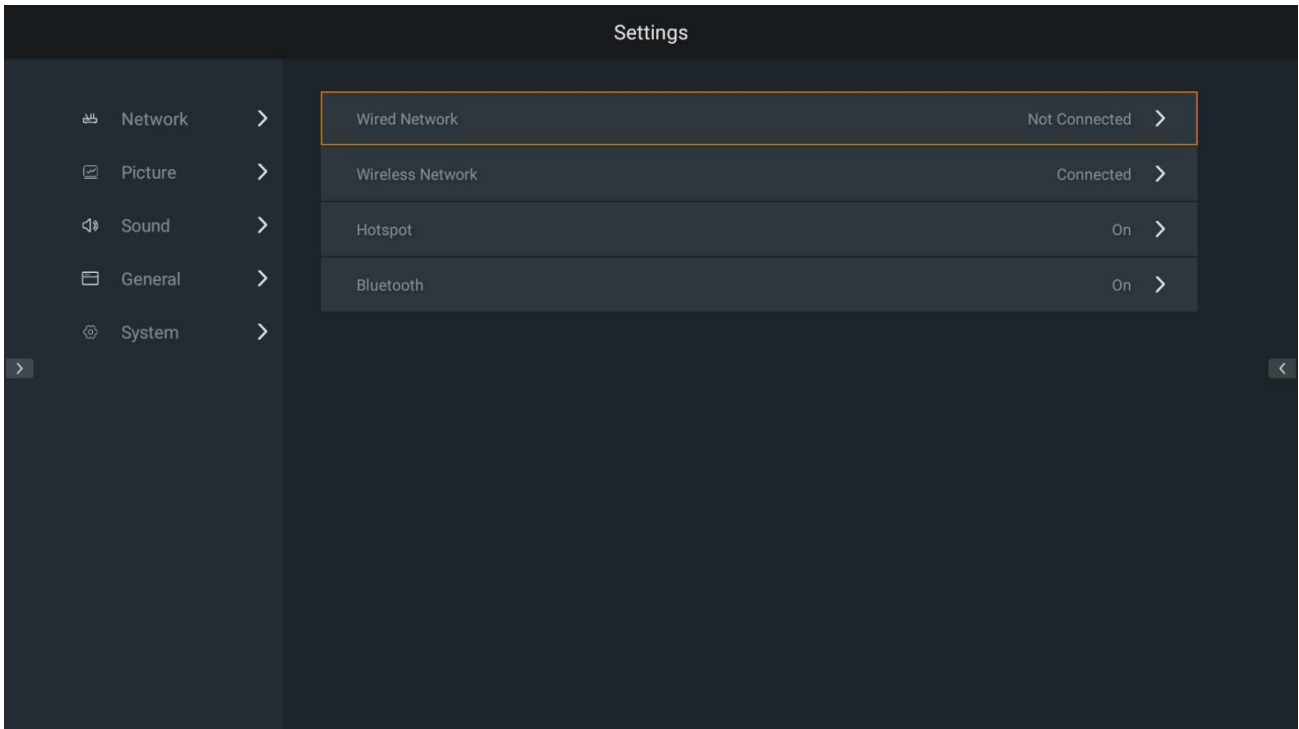 Settings
Network
Picture
Sound
General
System
Wired Network Not Connected
Wireless Network Connected
Hotspot On
Bluetooth On